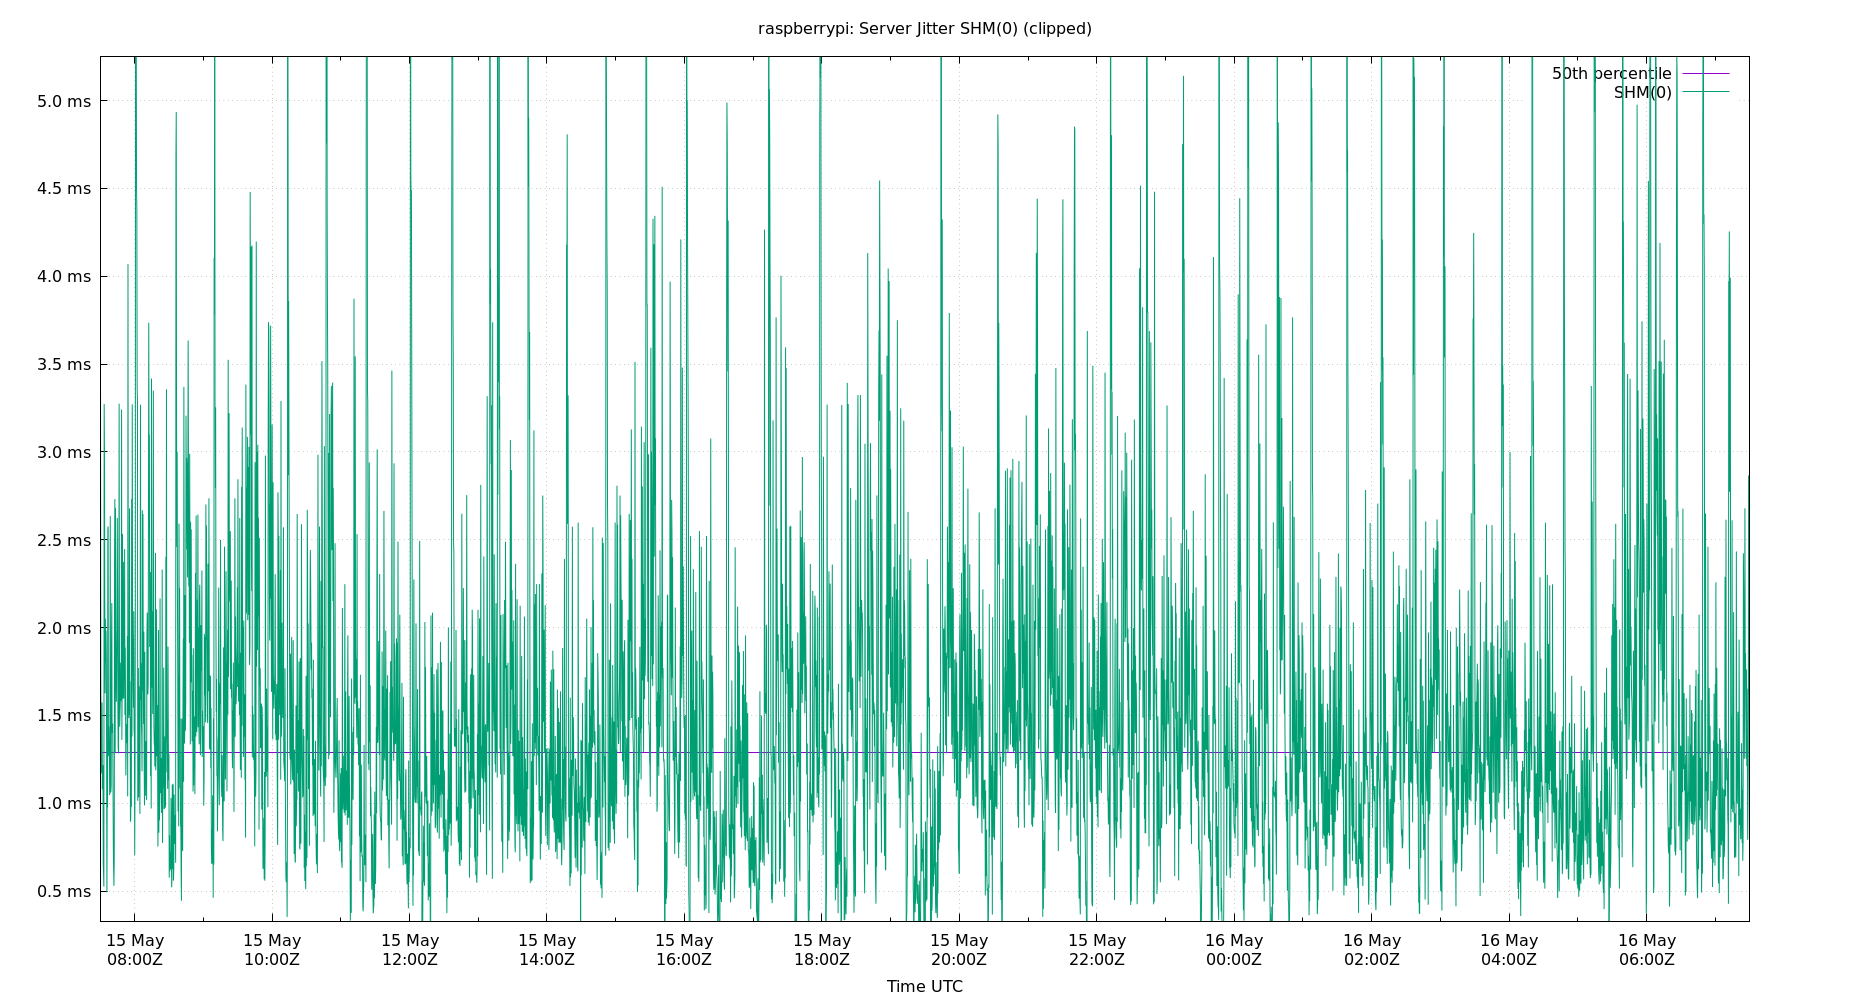 raspberrypi: Server Jitter SHM(0) (clipped)
50th percentile
SHM(0)
5.0 ms
4.5 ms
4.0 ms
3.5 ms
3.0 ms
2.5 ms
2.0 ms
1.5 ms
1.0 ms
0.5 ms
15 May 15 May 15 May 15 May 15 May 15 May 15 May 15 May 16 May 16 May 16 May 16 May
08:00Z 10:00Z 12:00Z 14:00Z 16:00Z 18:00Z 20:00Z 22:00Z 00:00Z 02:00Z 04:00Z 06:00Z
Time UTC